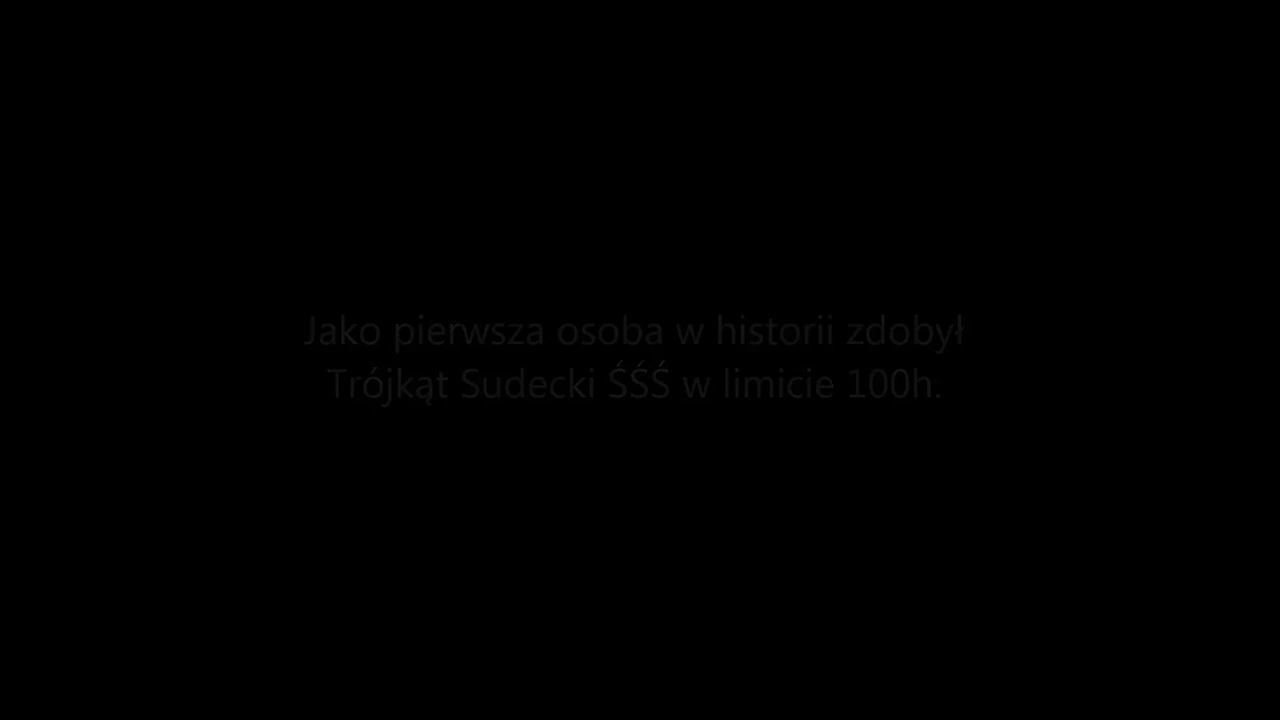 Jako pierwsza osoba w historii zdobył
Trójkąt Sudecki ŚŚŚ w limicie 100h.